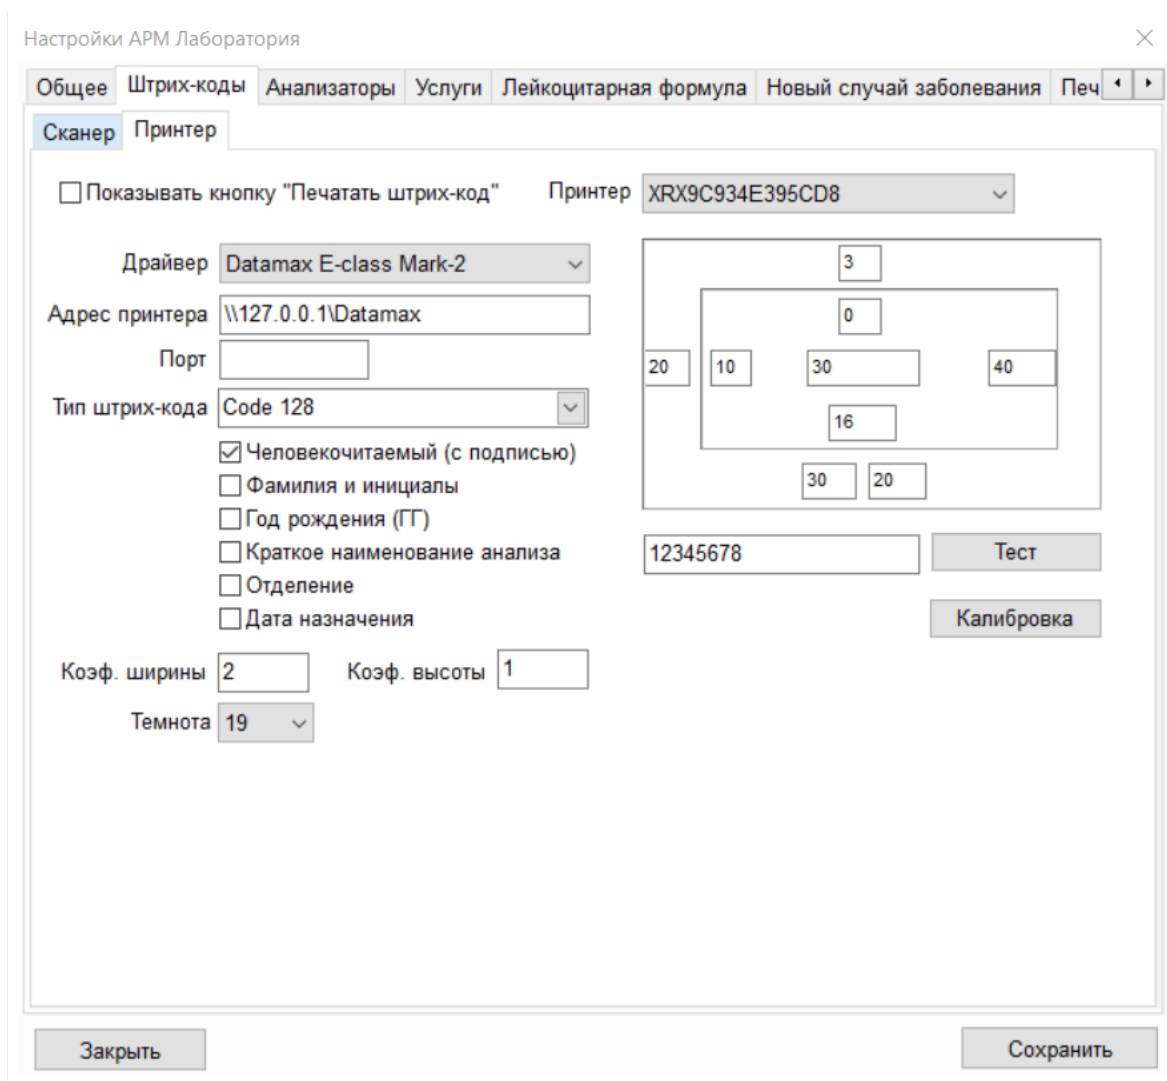 Настройки АРМ Лаборатория
Общее Штрих-коды Анализаторы Услуги Лейкоцитарная формула Новый случай заболевания Печ
Сканер Принтер
Показывать кнопку "Печатать штрих-код" Принтер XRX9C934E395CD8
Драйвер Datamax E-class Mark-2
3
Адрес принтера \\127.0.0.1\Datamax
0
Порт
20 10 30 40
Тип штрих-кода Code 128
16
Человекочитаемый (с подписью)
Фамилия и инициалы
30 20
Год рождения (ГГ)
Краткое наименование анализа
12345678 Тест
Отделение
Дата назначения
Калибровка
Коэф. ширины 2 Коэф. высоты 1
Темнота 19
Закрыть Сохранить